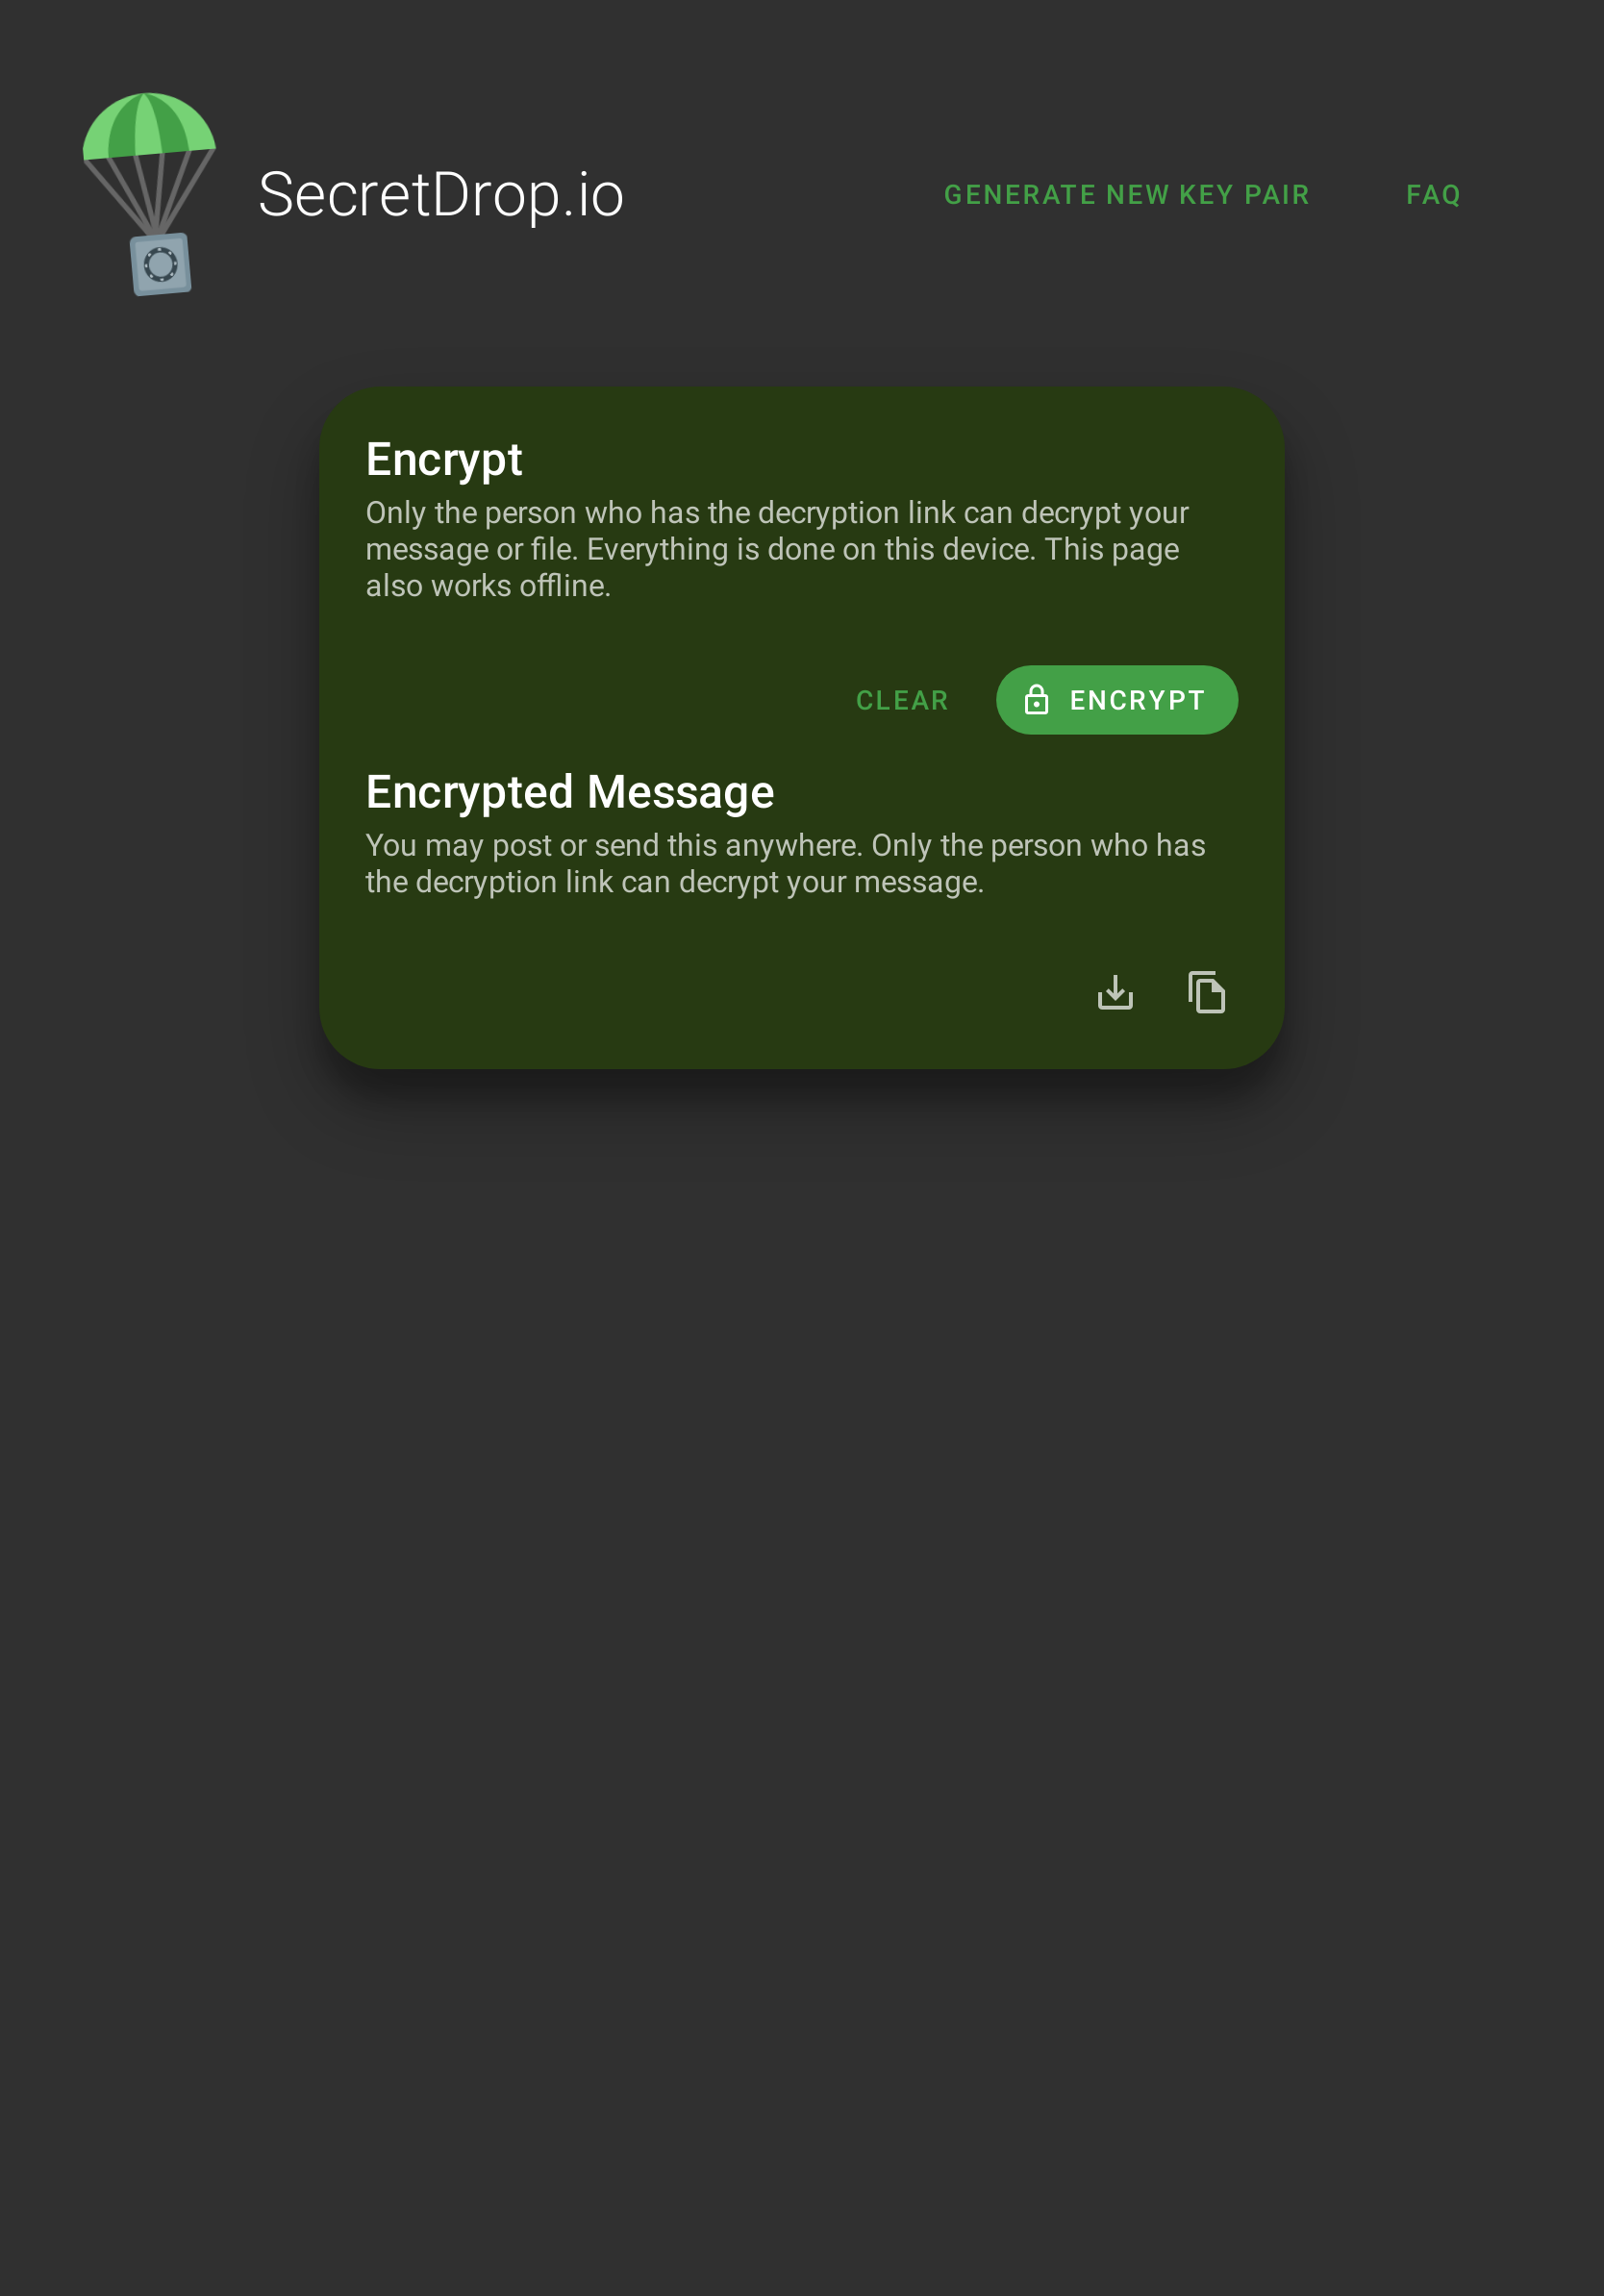 SecretDrop.io
GENERATE NEW KEY PAIR
FAQ
Encrypt
Only the person who has the decryption link can decrypt your
message or file. Everything is done on this device. This page
also works offline.
CLEAR
ENCRYPT
Encrypted Message
You may post or send this anywhere. Only the person who has
the decryption link can decrypt your message.